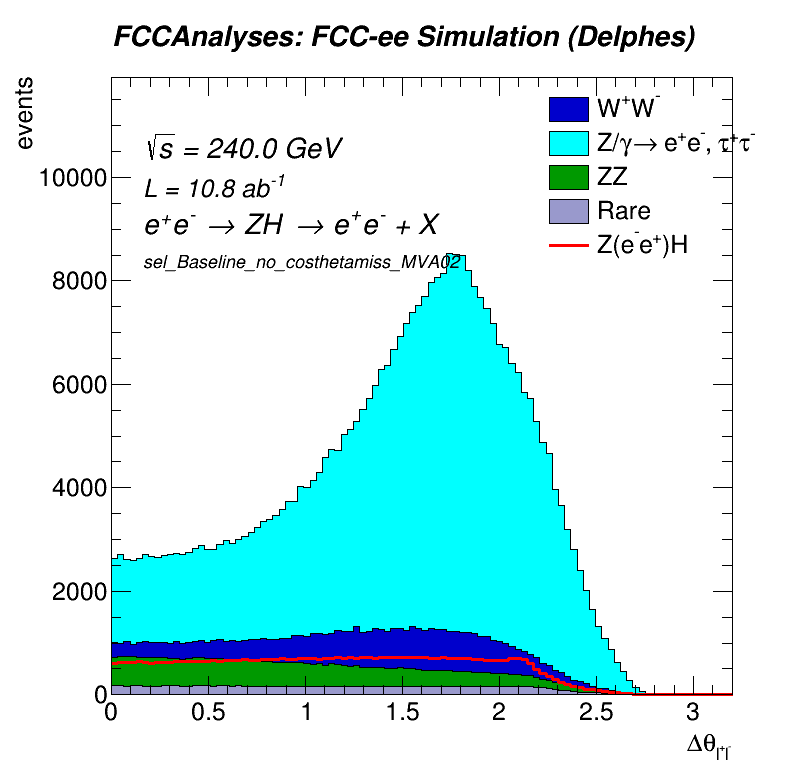 FCCAnalyses: FCC-ee Simulation (Delphes)
events
√s = 240.0 GeV
L = 10.8 ab⁻¹
e⁺e⁻ → ZH → e⁺e⁻ + X
sel_Baseline_no_costhetamiss_MVA02
W⁺W⁻
Z/γ→ e⁺e⁻, τ⁺τ⁻
ZZ
Rare
Z(e⁻e⁺)H
10000
8000
6000
4000
2000
0
0 0.5 1 1.5 2 2.5 3
Δθ_l⁺l⁻